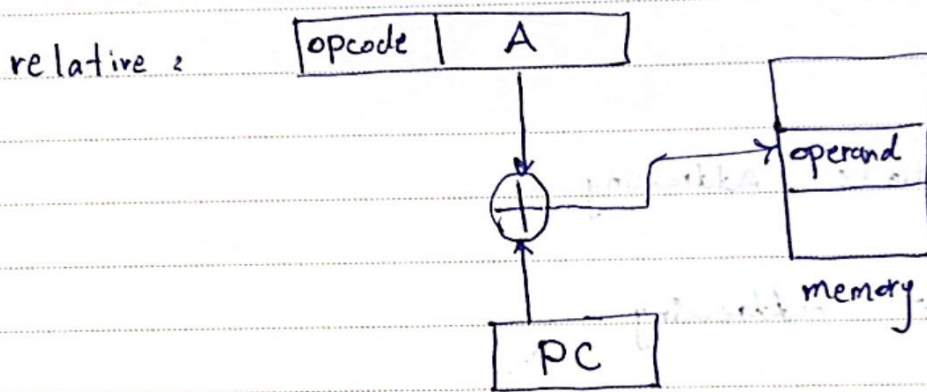 relative :
opcode A
operand
memory
PC